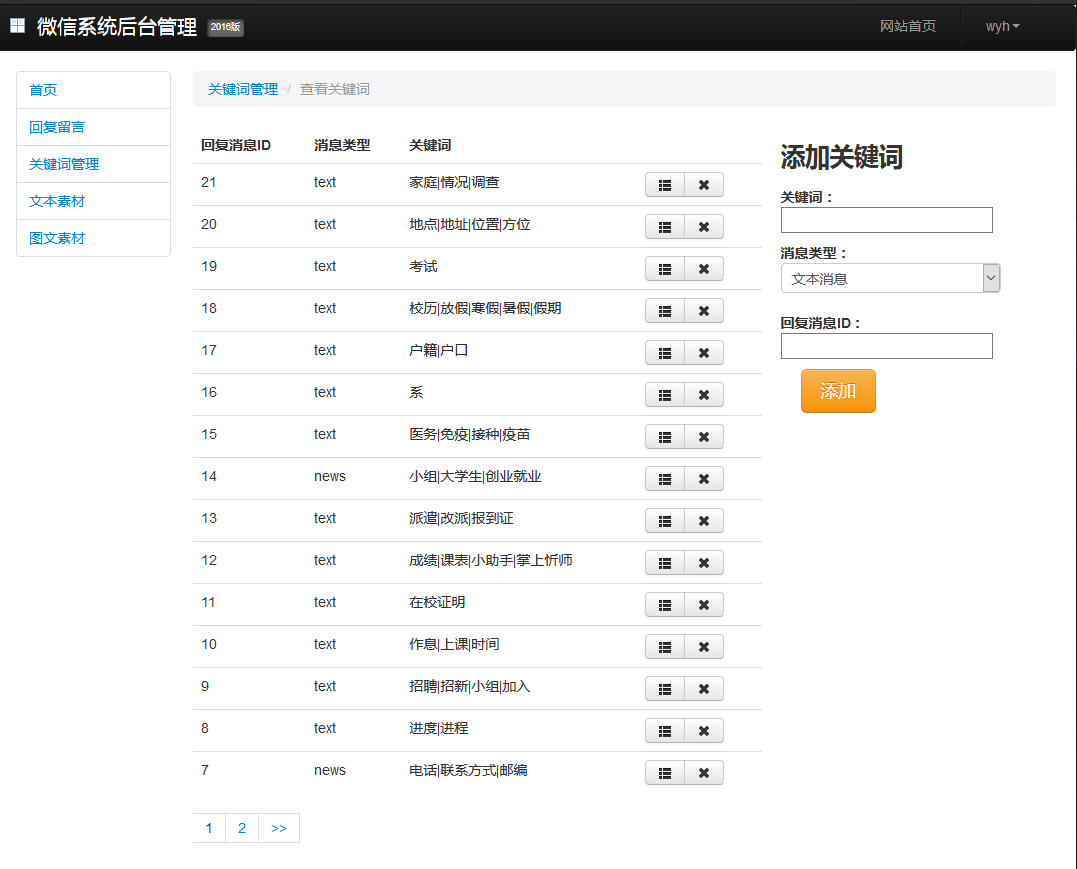 微信系统后台管理 2016版 网站首页 wyh
首页
回复留言
关键词管理
文本素材
图文素材
关键词管理 / 查看关键词
回复消息ID 消息类型 关键词
21 text 家庭|情况|调查
20 text 地点|地址|位置|方位
19 text 考试
18 text 校历|放假|寒假|暑假|假期
17 text 户籍|户口
16 text 系
15 text 医务|免疫|接种|疫苗
14 news 小组|大学生|创业就业
13 text 派遣|改派|报到证
12 text 成绩|课表|小助手|掌上忻师
11 text 在校证明
10 text 作息|上课|时间
9 text 招聘|招新|小组|加入
8 text 进度|进程
7 news 电话|联系方式|邮编
1 2 >>
添加关键词
关键词：
消息类型：
文本消息
回复消息ID：
添加